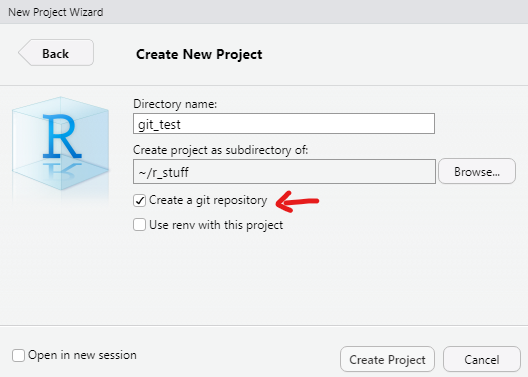 New Project Wizard
Back
Create New Project
R
Directory name:
git_test
Create project as subdirectory of:
~/r_stuff
Browse...
Create a git repository
Use renv with this project
Open in new session
Create Project
Cancel